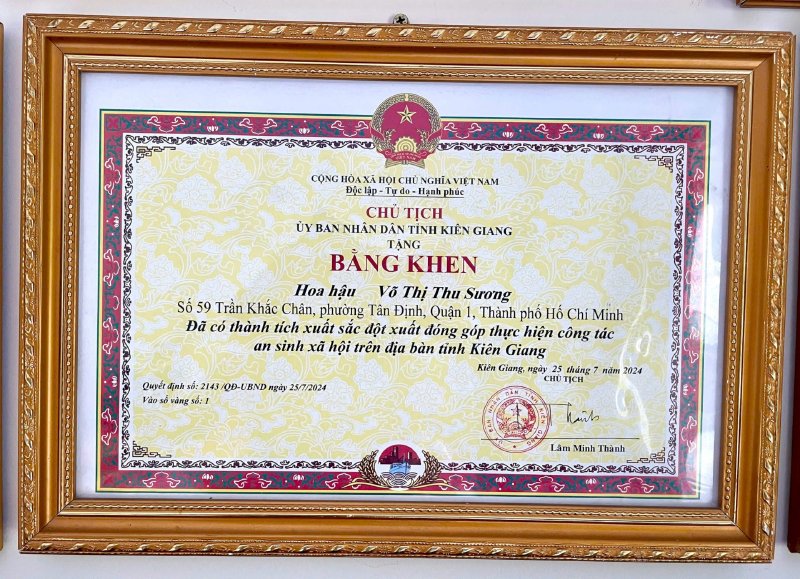 CỘNG HÒA XÃ HỘI CHỦ NGHĨA VIỆT NAM
Độc lập - Tự do - Hạnh phúc
CHỦ TỊCH
ỦY BAN NHÂN DÂN TỈNH KIÊN GIANG
TẶNG
BẰNG KHEN
Hoa hậu Võ Thị Thu Sương
Số 59 Trần Khắc Chân, phường Tân Định, Quận 1, Thành phố Hồ Chí Minh
Đã có thành tích xuất sắc đột xuất đóng góp thực hiện công tác
an sinh xã hội trên địa bàn tỉnh Kiên Giang
Kiên Giang, ngày 25 tháng 7 năm 2024
CHỦ TỊCH
Quyết định số: 2143 /QĐ-UBND ngày 25/7/2024
Vào sổ vàng số: 1
Lâm Minh Thành